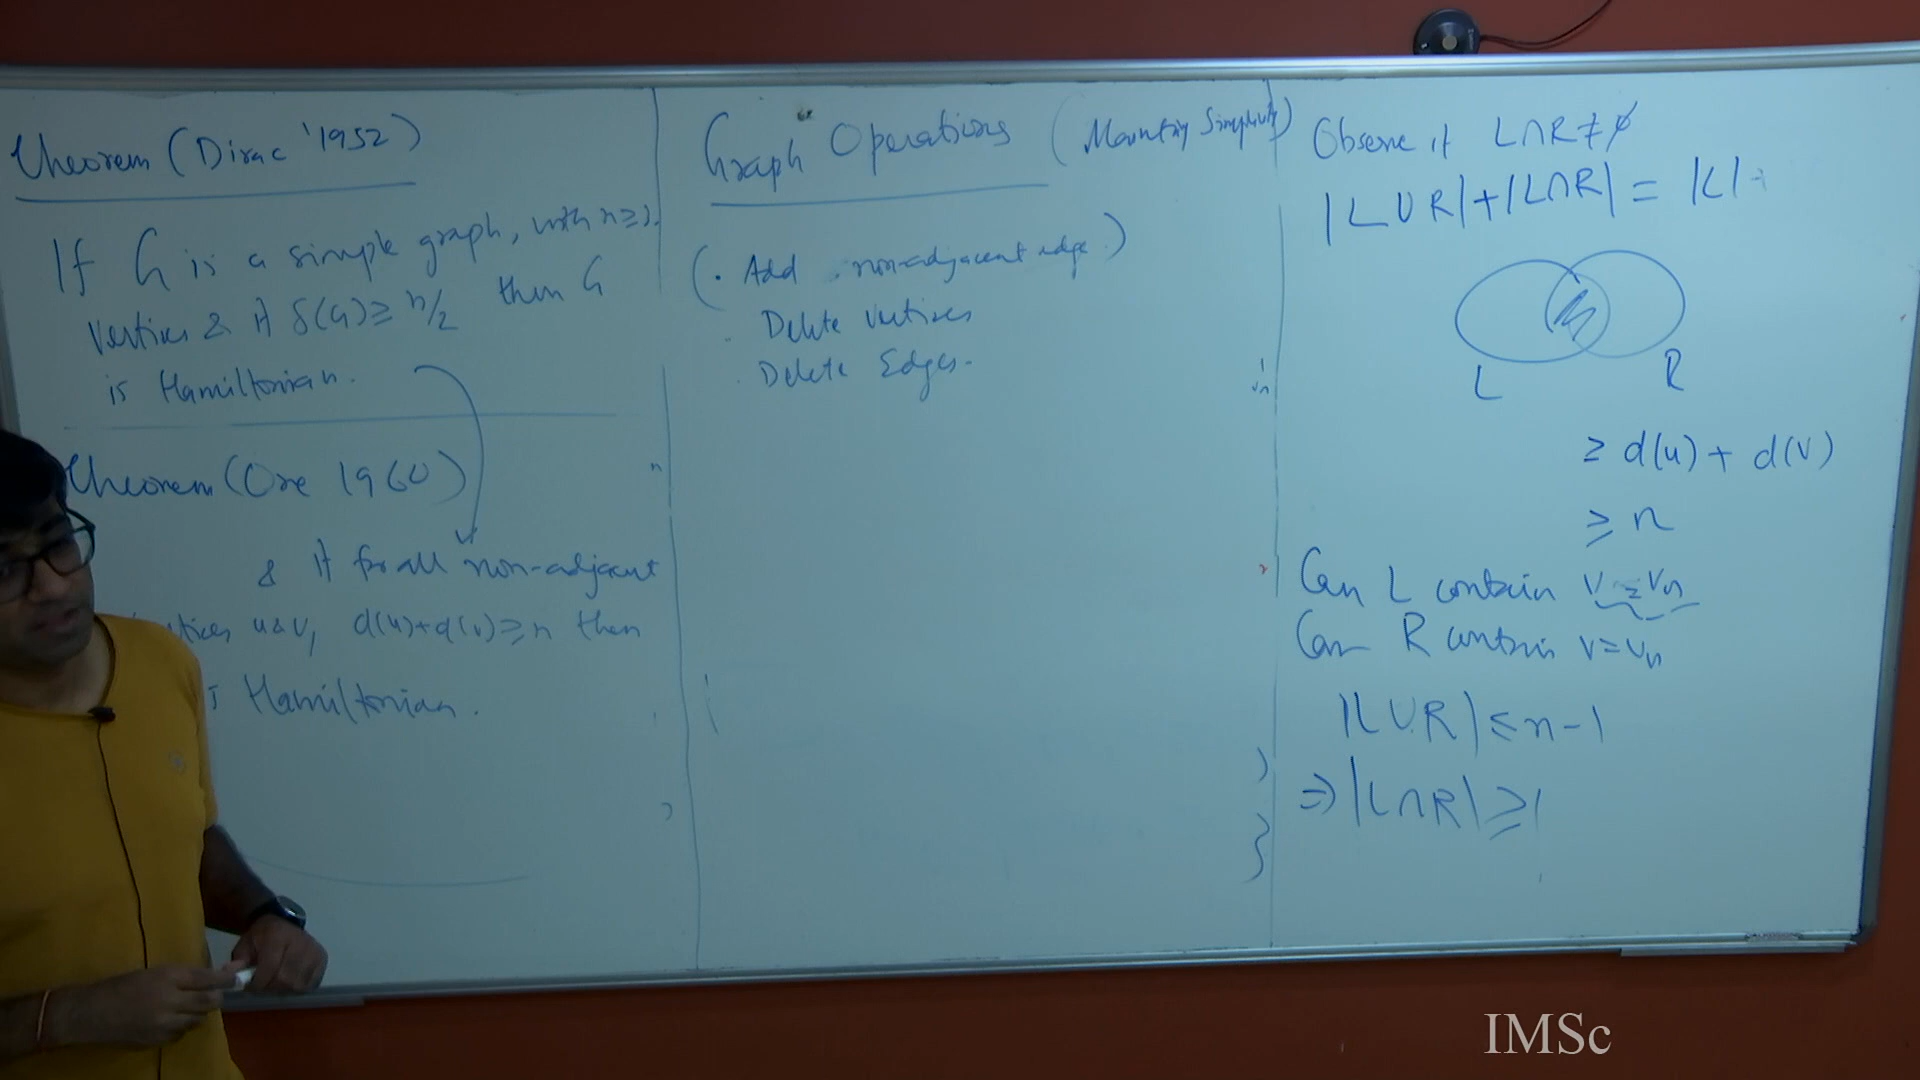 Theorem (Dirac '1952)
If G is a simple graph, with n≥3
vertices & if δ(G) ≥ n/2 then G
is Hamiltonian.
Theorem (Ore 1960)
& if for all non-adjacent
u & v, d(u)+d(v) ≥ n then
Hamiltonian.
Graph Operations (Simplicity)
(· Add non-adjacent edge.)
· Delete vertices
· Delete Edges.
Observe if L∩R ≠ φ
|L∪R|+|L∩R| = |L|+
L
R
≥ d(u) + d(v)
≥ n
Can L contain v = vn
Can R contain v = vn
|L∪R| ≤ n-1
⇒ |L∩R| ≥ 1
IMSc